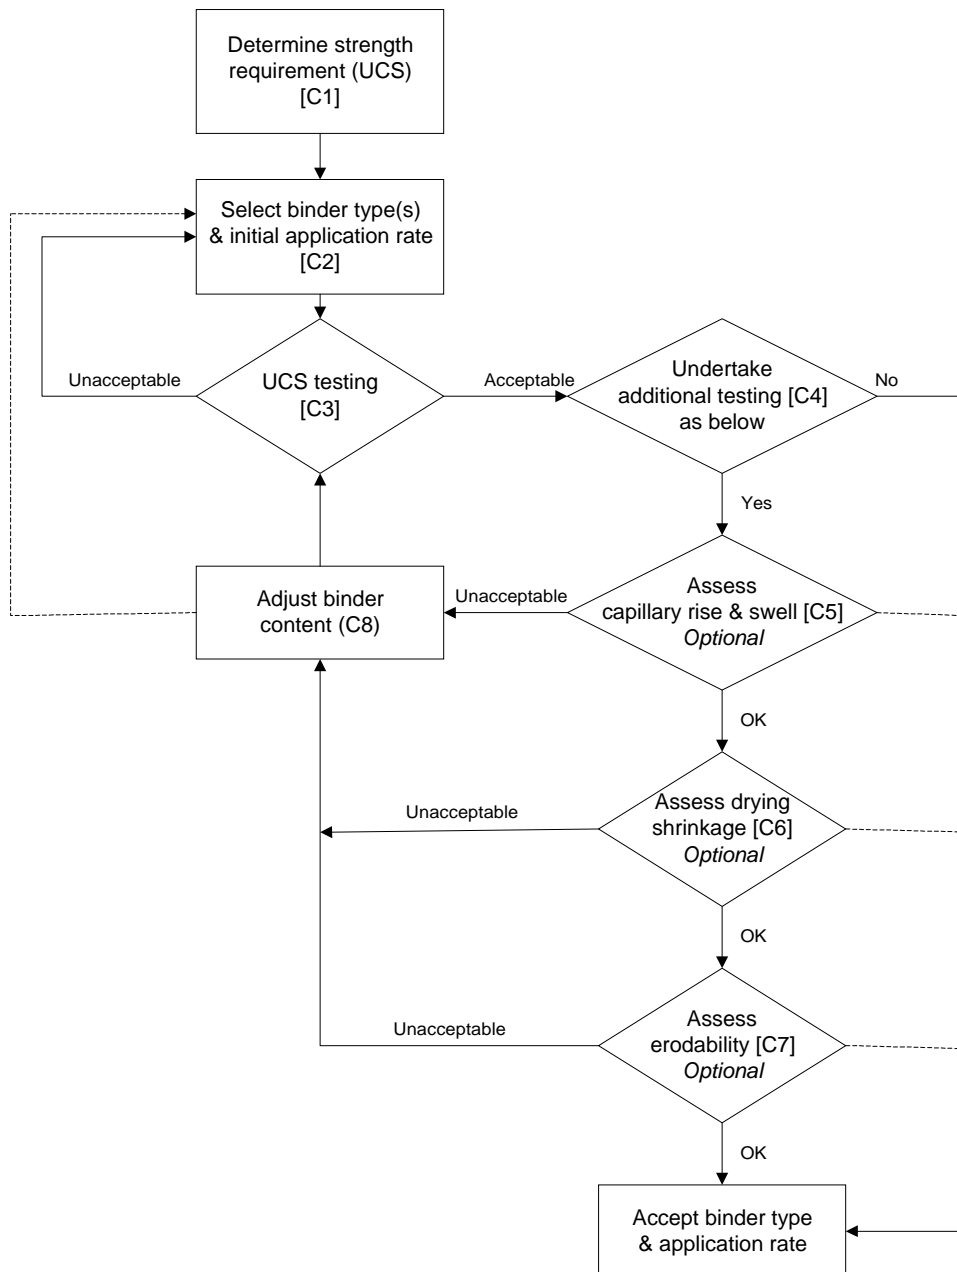 Determine strength
requirement (UCS)
[C1]
Select binder type(s)
& initial application rate
[C2]
Unacceptable
UCS testing
[C3]
Acceptable
Undertake
additional testing [C4]
as below
No
Yes
Adjust binder
content (C8)
Unacceptable
Assess
capillary rise & swell [C5]
Optional
OK
Unacceptable
Assess drying
shrinkage [C6]
Optional
OK
Unacceptable
Assess
erodability [C7]
Optional
OK
Accept binder type
& application rate